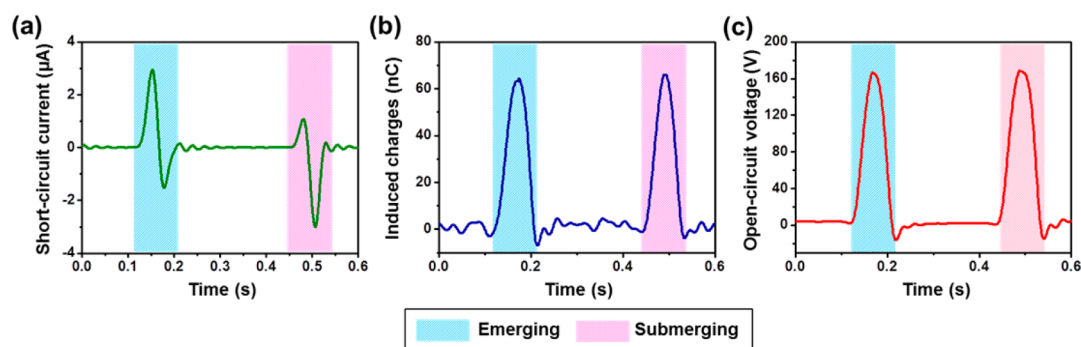 (a)
Short-circuit current (μA)
4
2
0
-2
-4
0.0 0.1 0.2 0.3 0.4 0.5 0.6
Time (s)
(b)
Induced charges (nC)
80
60
40
20
0
0.0 0.2 0.4 0.6
Time (s)
(c)
Open-circuit voltage (V)
200
160
120
80
40
0
-40
0.0 0.2 0.4 0.6
Time (s)
Emerging Submerging